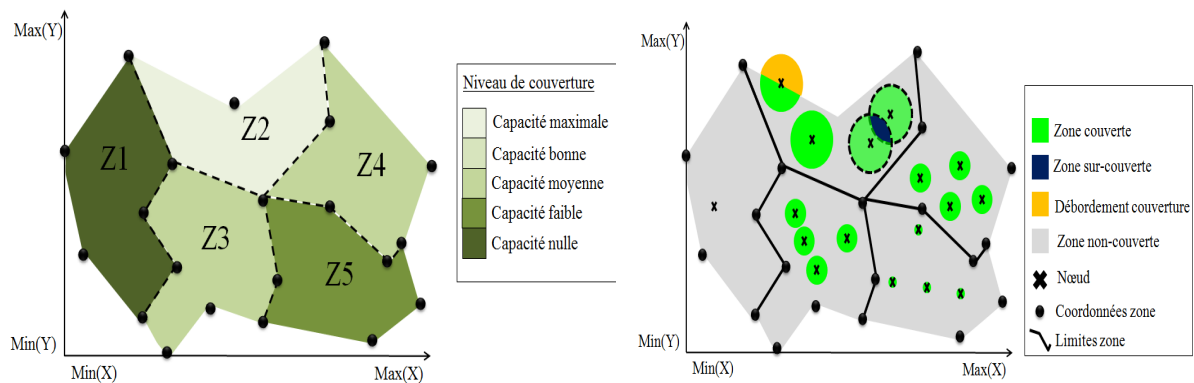 Max(Y)
Z1
Z2
Z3
Z4
Z5
Min(Y)
Min(X)
Max(X)
Niveau de couverture
Capacité maximale
Capacité bonne
Capacité moyenne
Capacité faible
Capacité nulle
Max(Y)
Min(Y)
Min(X)
Max(X)
Zone couverte
Zone sur-couverte
Débordement couverture
Zone non-couverte
Nœud
Coordonnées zone
Limites zone